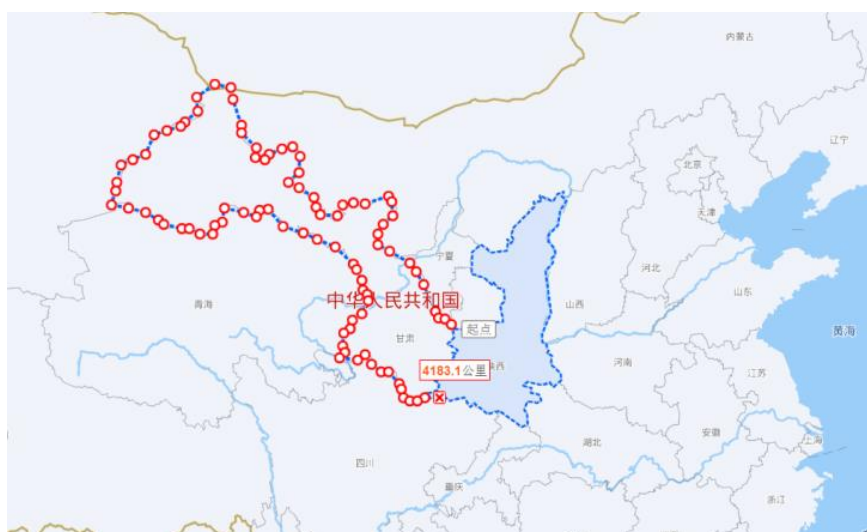 内蒙古
辽宁
北京
天津
宁夏
河北
山西
山东
青海
中华人民共和国
起点
甘肃
黄海
4183.1公里
陕西
河南
江苏
四川
湖北
安徽
上海
重庆
浙江